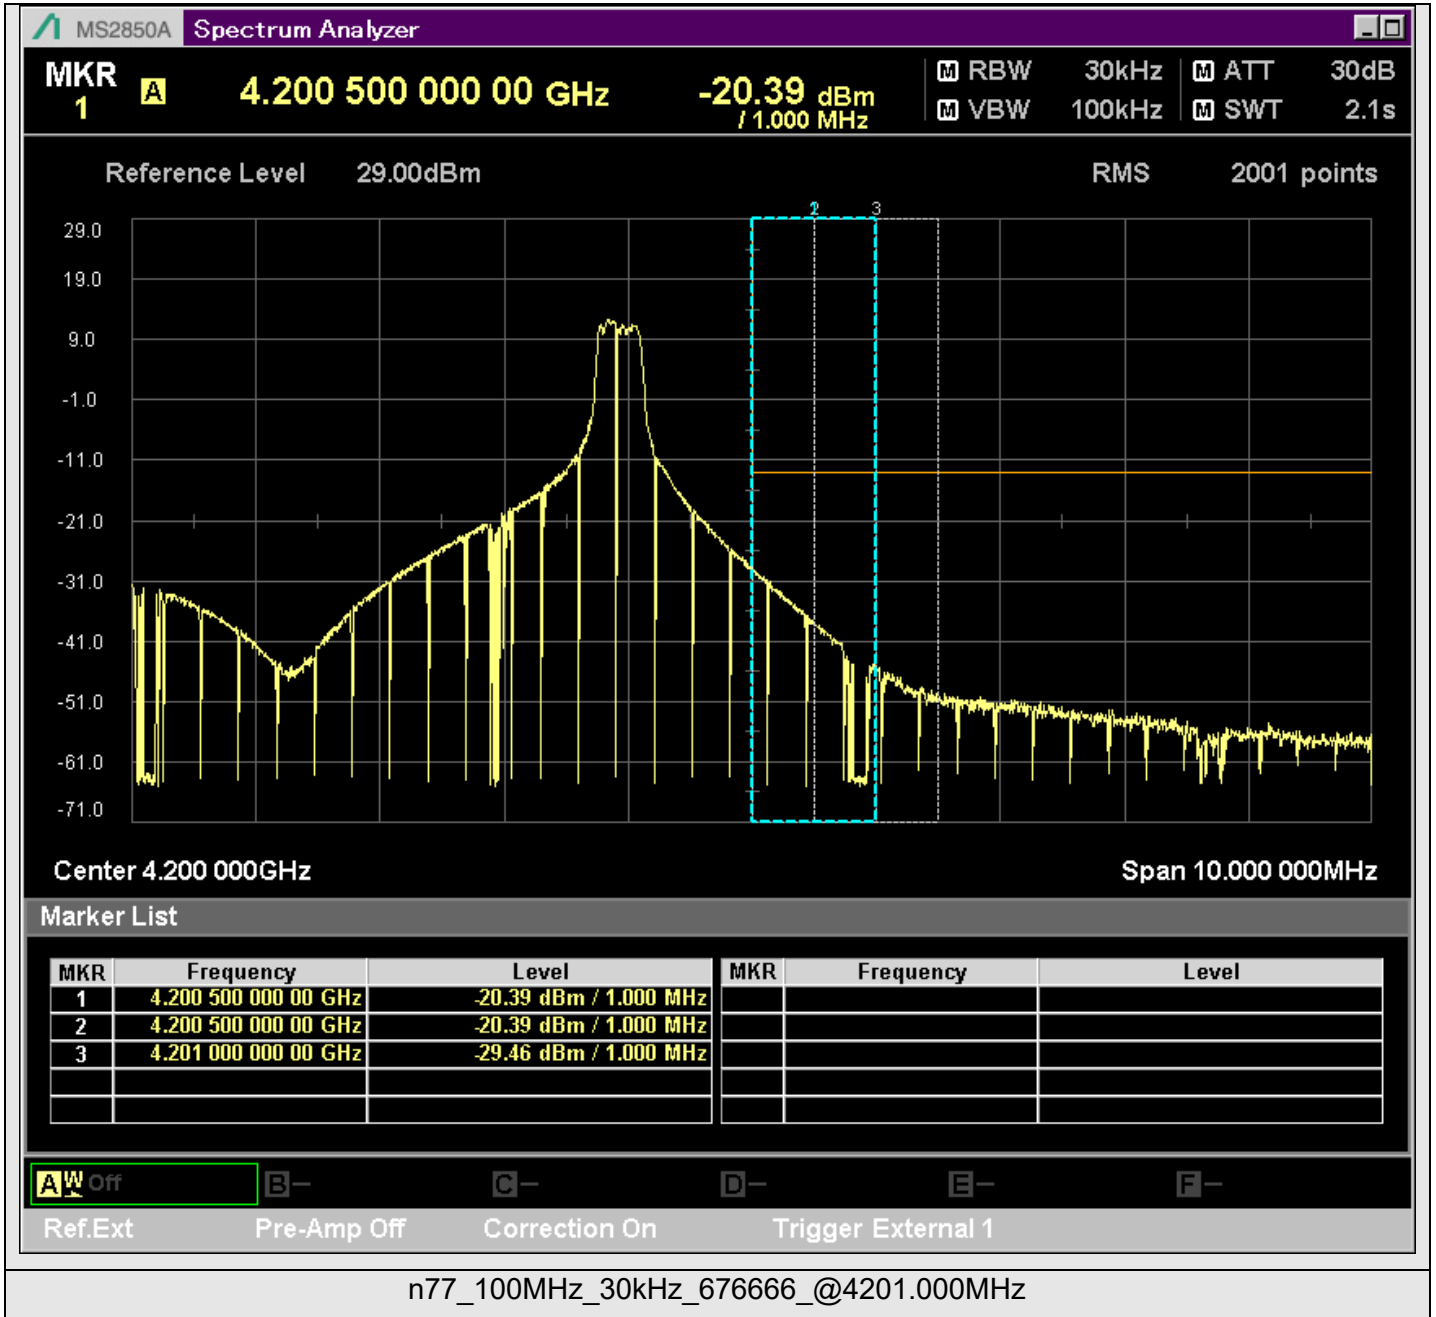 MS2850A Spectrum Analyzer
MKR 1 A 4.200 500 000 00 GHz -20.39 dBm / 1.000 MHz
M RBW 30kHz M ATT 30dB
M VBW 100kHz M SWT 2.1s
Reference Level 29.00dBm RMS 2001 points
2 3
29.0
19.0
9.0
-1.0
-11.0
-21.0
-31.0
-41.0
-51.0
-61.0
-71.0
Center 4.200 000GHz Span 10.000 000MHz
Marker List
MKR Frequency Level MKR Frequency Level
1 4.200 500 000 00 GHz -20.39 dBm / 1.000 MHz
2 4.200 500 000 00 GHz -20.39 dBm / 1.000 MHz
3 4.201 000 000 00 GHz -29.46 dBm / 1.000 MHz
A W Off B- C- D- E- F-
Ref.Ext Pre-Amp Off Correction On Trigger External 1
n77_100MHz_30kHz_676666_@4201.000MHz